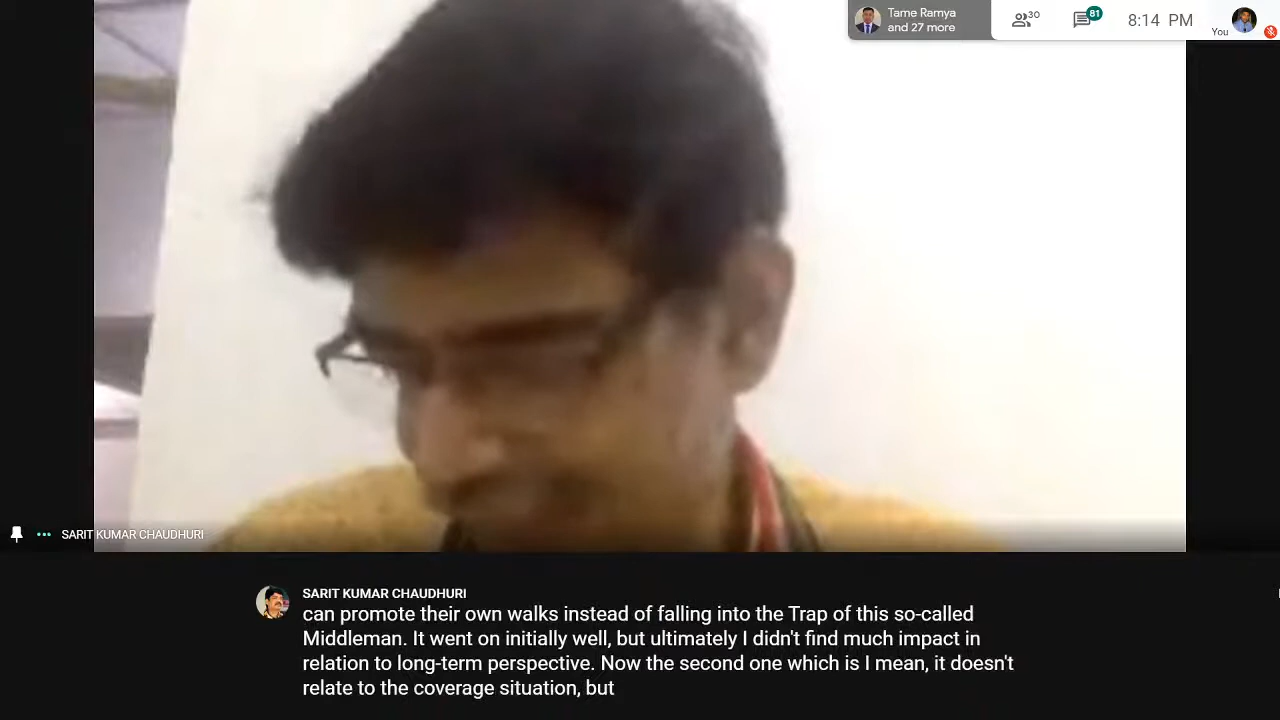 Tame Ramya
and 27 more
30
81
8:14 PM
You
SARIT KUMAR CHAUDHURI
SARIT KUMAR CHAUDHURI
can promote their own walks instead of falling into the Trap of this so-called
Middleman. It went on initially well, but ultimately I didn't find much impact in
relation to long-term perspective. Now the second one which is I mean, it doesn't
relate to the coverage situation, but